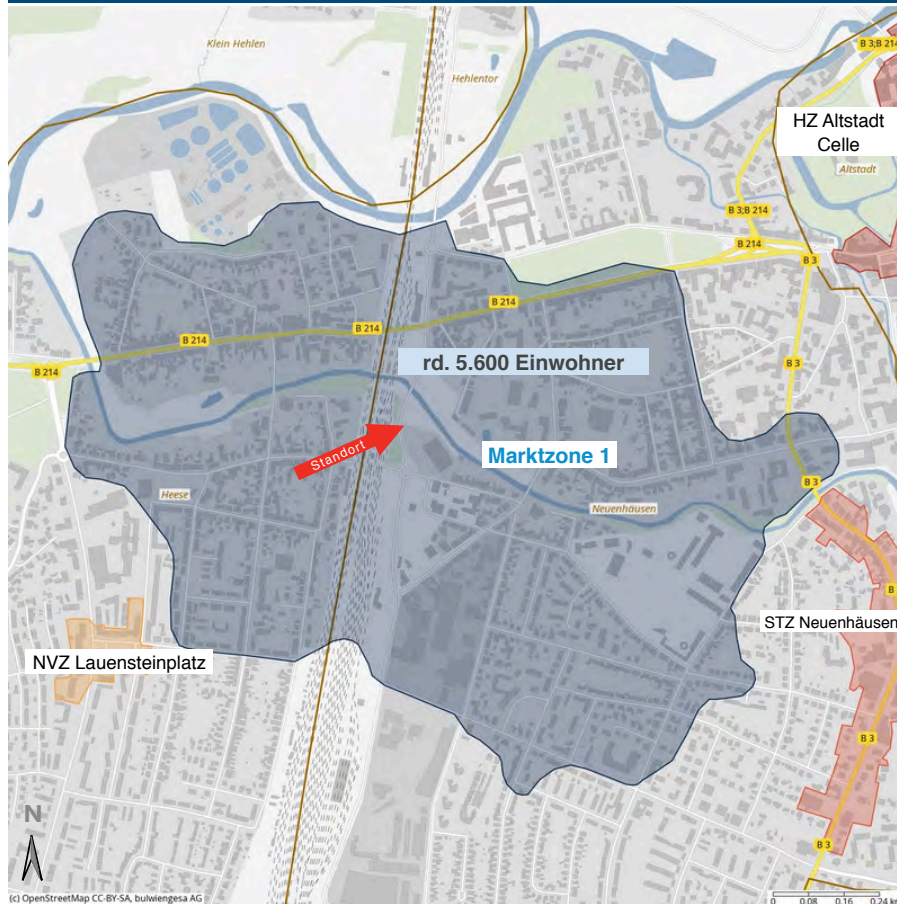 Klein Hehlen
Hehlentor
B 3;B 214
HZ Altstadt
Celle
Altstadt
B 3;B 214
B 214
B 3
B 214
B 214
B 214
B 214
B 3
rd. 5.600 Einwohner
Standort
Marktzone 1
Heese
Neuenhäusen
B 3
B
STZ Neuenhäusen
NVZ Lauensteinplatz
B 3
N
B 3
(c) OpenStreetMap CC-BY-SA, bulwiengesa AG
0 0.08 0.16 0.24 km